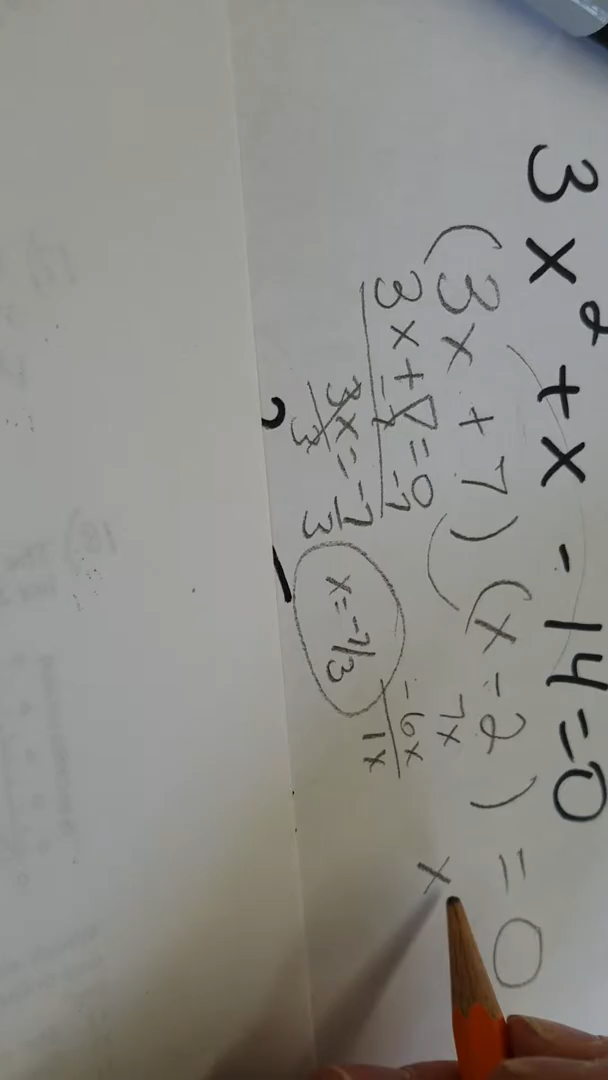 3x² + x - 14 = 0
(3x + 7)(x - 2) = 0
7x
-6x
1x
x
3x + 7 = 0
-7 -7
3x = -7
3 3
x = -7/3
18)